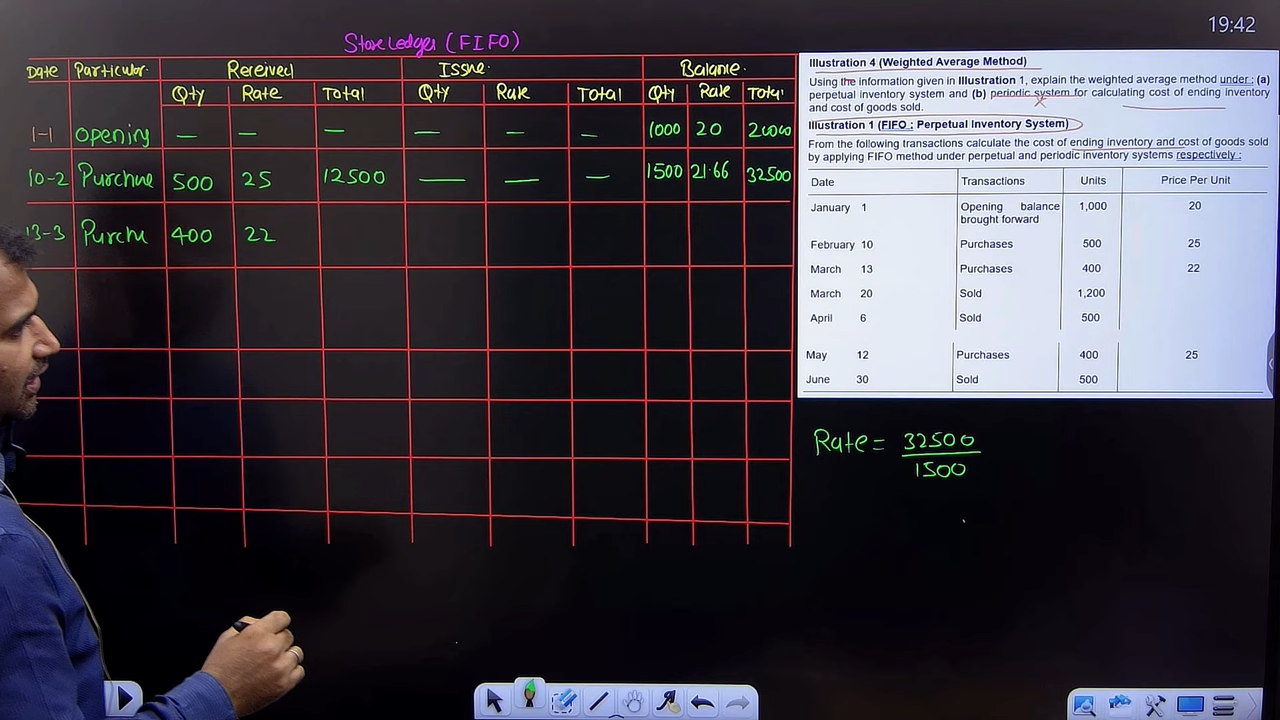 19:42
Store Ledger (FIFO)
Date Particular. Received Issue. Balance.
Qty Rate Total Qty Rate Total Qty Rate Total
1-1 opening — — — — — — 1000 20 20000
10-2 Purchase 500 25 12500 — — — 1500 21.66 32500
13-3 Purche 400 22
Illustration 4 (Weighted Average Method)
Using the information given in Illustration 1, explain the weighted average method under : (a)
perpetual inventory system and (b) periodic system for calculating cost of ending inventory
and cost of goods sold.
Illustration 1 (FIFO : Perpetual Inventory System)
From the following transactions calculate the cost of ending inventory and cost of goods sold
by applying FIFO method under perpetual and periodic inventory systems respectively :
Date Transactions Units Price Per Unit
January 1 Opening balance 1,000 20
brought forward
February 10 Purchases 500 25
March 13 Purchases 400 22
March 20 Sold 1,200
April 6 Sold 500
May 12 Purchases 400 25
June 30 Sold 500
Rate = 32500
1500